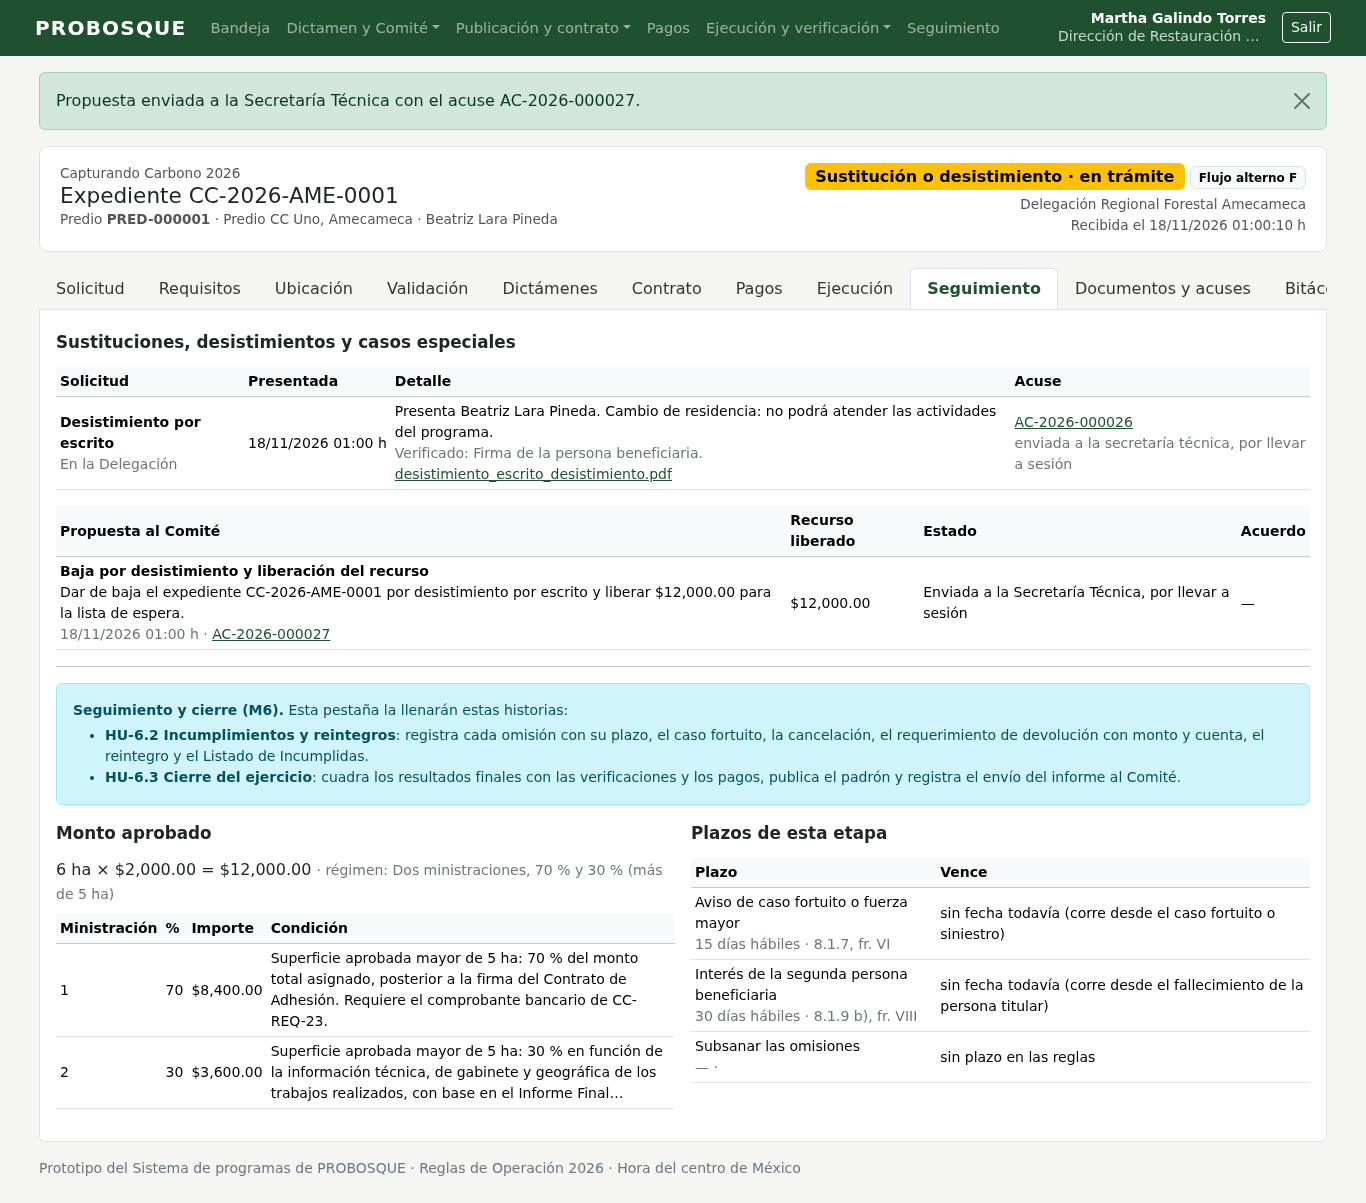 PROBOSQUE
Bandeja
Dictamen y Comité
Publicación y contrato
Pagos
Ejecución y verificación
Seguimiento
Martha Galindo Torres
Dirección de Restauración ...
Salir
Propuesta enviada a la Secretaría Técnica con el acuse AC-2026-000027.
Capturando Carbono 2026
Expediente CC-2026-AME-0001
Predio PRED-000001 · Predio CC Uno, Amecameca · Beatriz Lara Pineda
Sustitución o desistimiento · en trámite
Flujo alterno F
Delegación Regional Forestal Amecameca
Recibida el 18/11/2026 01:00:10 h
Solicitud
Requisitos
Ubicación
Validación
Dictámenes
Contrato
Pagos
Ejecución
Seguimiento
Documentos y acuses
Bitác
Sustituciones, desistimientos y casos especiales
Solicitud Presentada Detalle Acuse
Desistimiento por
escrito
En la Delegación
18/11/2026 01:00 h
Presenta Beatriz Lara Pineda. Cambio de residencia: no podrá atender las actividades
del programa.
Verificado: Firma de la persona beneficiaria.
desistimiento_escrito_desistimiento.pdf
AC-2026-000026
enviada a la secretaría técnica, por llevar
a sesión
Propuesta al Comité
Recurso
liberado
Estado
Acuerdo
Baja por desistimiento y liberación del recurso
Dar de baja el expediente CC-2026-AME-0001 por desistimiento por escrito y liberar $12,000.00 para
la lista de espera.
18/11/2026 01:00 h · AC-2026-000027
$12,000.00
Enviada a la Secretaría Técnica, por llevar a
sesión
—
Seguimiento y cierre (M6). Esta pestaña la llenarán estas historias:
• HU-6.2 Incumplimientos y reintegros: registra cada omisión con su plazo, el caso fortuito, la cancelación, el requerimiento de devolución con monto y cuenta, el
reintegro y el Listado de Incumplidas.
• HU-6.3 Cierre del ejercicio: cuadra los resultados finales con las verificaciones y los pagos, publica el padrón y registra el envío del informe al Comité.
Monto aprobado
6 ha × $2,000.00 = $12,000.00 · régimen: Dos ministraciones, 70 % y 30 % (más
de 5 ha)
Ministración % Importe Condición
1 70 $8,400.00
Superficie aprobada mayor de 5 ha: 70 % del monto
total asignado, posterior a la firma del Contrato de
Adhesión. Requiere el comprobante bancario de CC-
REQ-23.
2 30 $3,600.00
Superficie aprobada mayor de 5 ha: 30 % en función de
la información técnica, de gabinete y geográfica de los
trabajos realizados, con base en el Informe Final...
Plazos de esta etapa
Plazo Vence
Aviso de caso fortuito o fuerza
mayor
15 días hábiles · 8.1.7, fr. VI
sin fecha todavía (corre desde el caso fortuito o
siniestro)
Interés de la segunda persona
beneficiaria
30 días hábiles · 8.1.9 b), fr. VIII
sin fecha todavía (corre desde el fallecimiento de la
persona titular)
Subsanar las omisiones
— ·
sin plazo en las reglas
Prototipo del Sistema de programas de PROBOSQUE · Reglas de Operación 2026 · Hora del centro de México